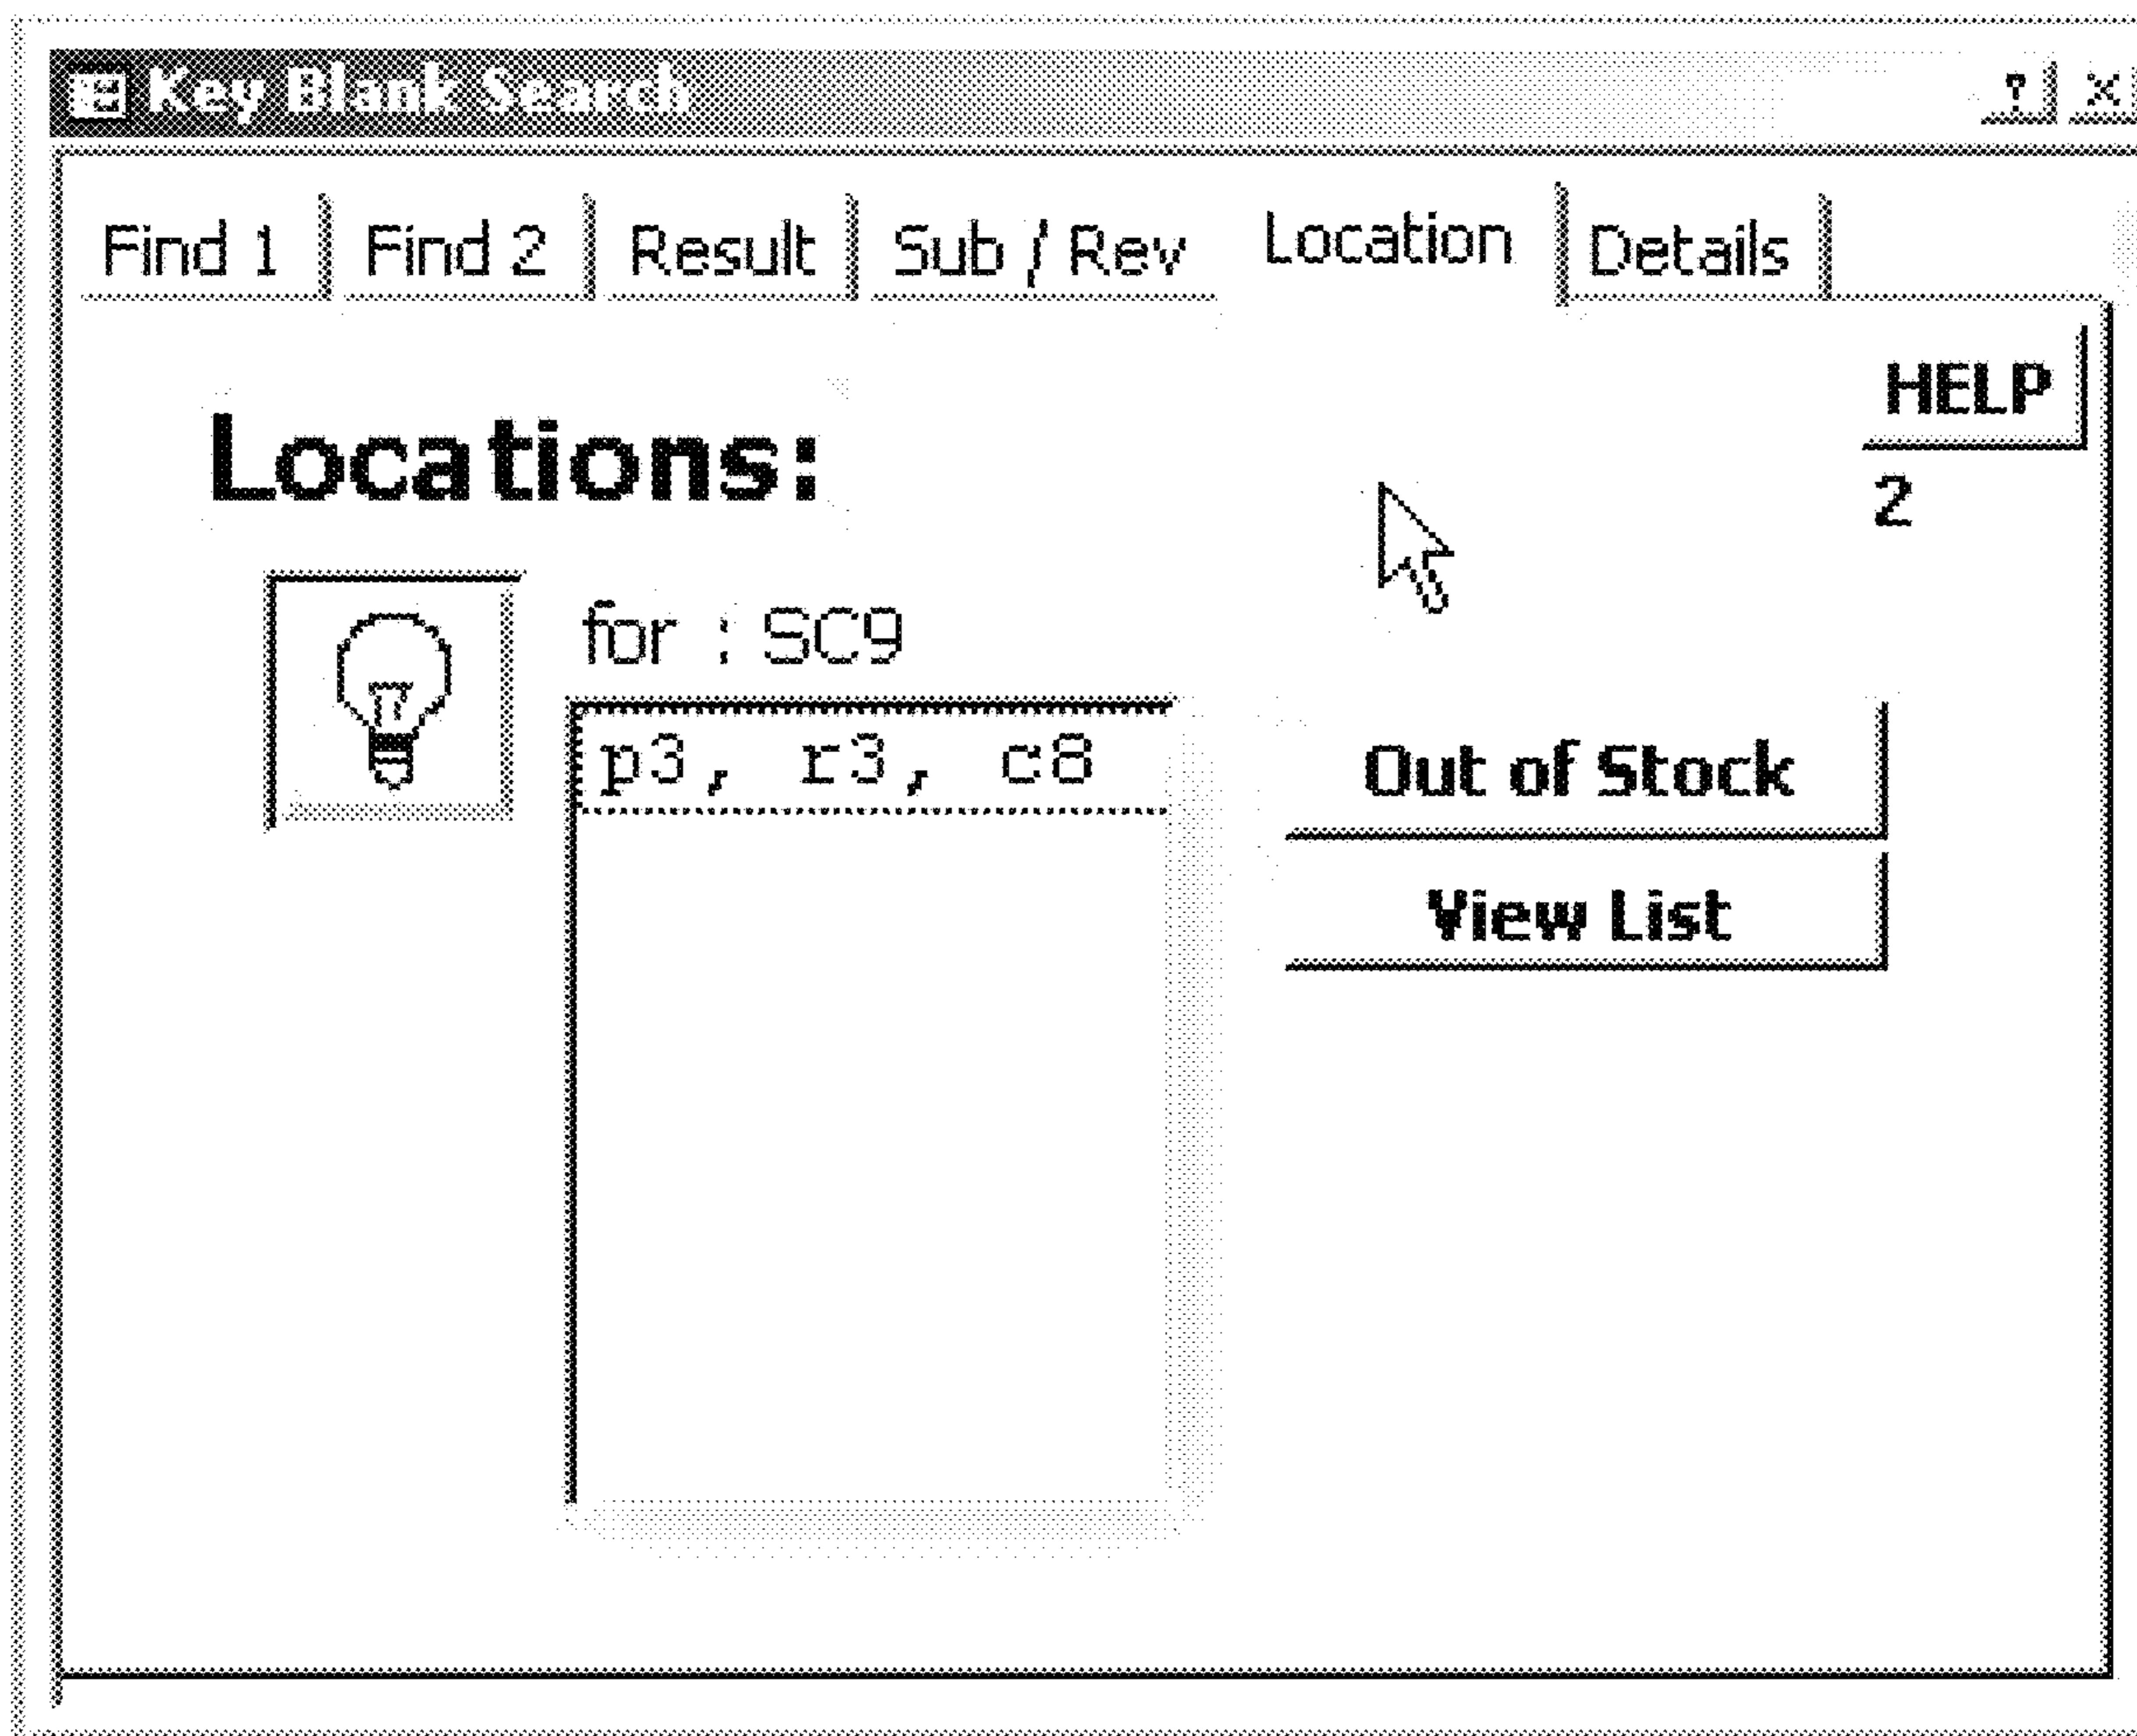 Key Blank Search
Find 1 Find 2 Result Sub / Rev Location Details
HELP
Locations:
2
for : SC9
p3, r3, c8
Out of Stock
View List